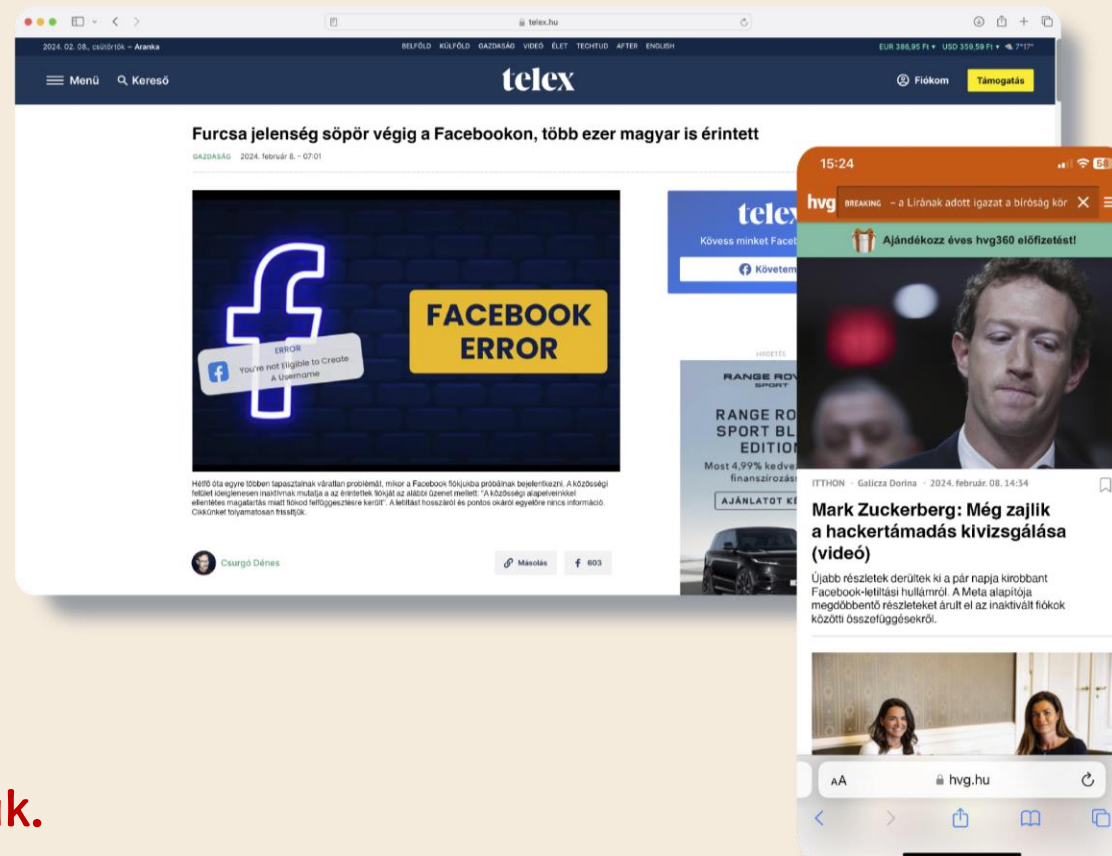 telex.hu
2024. 02. 08., csütörtök – Aranka
BELFÖLD KÜLFÖLD GAZDASÁG VIDEÓ ÉLET TECHTUD AFTER ENGLISH
EUR 386,95 Ft USD 359,59 Ft 7°17°
Menü Kereső
telex
Fiókom
Támogatás
Furcsa jelenség söpör végig a Facebookon, több ezer magyar is érintett
GAZDASÁG 2024. február 8. – 07:01
ERROR
You're not Eligible to Create
A Username
FACEBOOK
ERROR
Kövess minket
Követem
HIRDETÉS
RANGE
SPORT
RANGE
SPORT
Most 4,99%
AJÁNLATOT
Hétfő óta egyre többen tapasztalnak váratlan problémát, mikor a Facebook fiókjukba próbálnak bejelentkezni. A közösségi
felület ideiglenesen inaktívnak mutatja a az érintettek fiókját az alábbi üzenet mellett: "A közösségi alapelveinkkel
ellentétes magatartás miatt fiókod felfüggesztésre került". A letiltást hosszáról és pontos okáról egyelőre nincs információ.
Cikkünket folyamatosan frissítjük.
Csurgó Dénes
Másolás
603
15:24
hvg BREAKING – a Lírának adott igazat a bíróság kör
Ajándékozz éves hvg360 előfizetést!
ITTHON · Galicza Dorina · 2024. február. 08. 14:34
Mark Zuckerberg: Még zajlik
a hackertámadás kivizsgálása
(videó)
Újabb részletek derültek ki a pár napja kirobbant
Facebook-letiltási hullámról. A Meta alapítója
megdöbbentő részleteket árult el az inaktivált fiókok
közötti összefüggésekről.
AA
hvg.hu